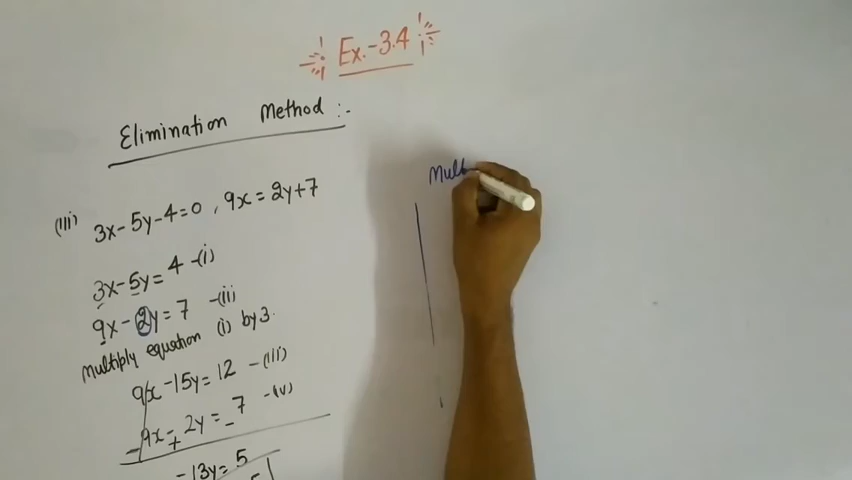 Ex.-3.4
Elimination Method :-
(iii) 3x-5y-4=0, 9x=2y+7
3x-5y=4 -(i)
9x-2y=7 -(ii)
multiply equation (i) by 3.
9x-15y=12 -(iii)
9x-2y=7 -(iv)
- + -
-13y=5
Mult